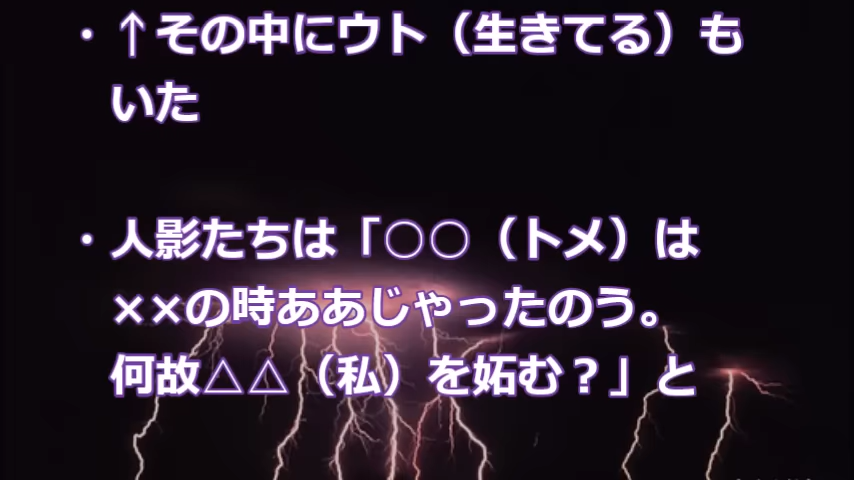 ・↑その中にウト（生きてる）も
いた
・人影たちは「○○（トメ）は
××の時ああじゃったのう。
何故△△（私）を妬む？」と